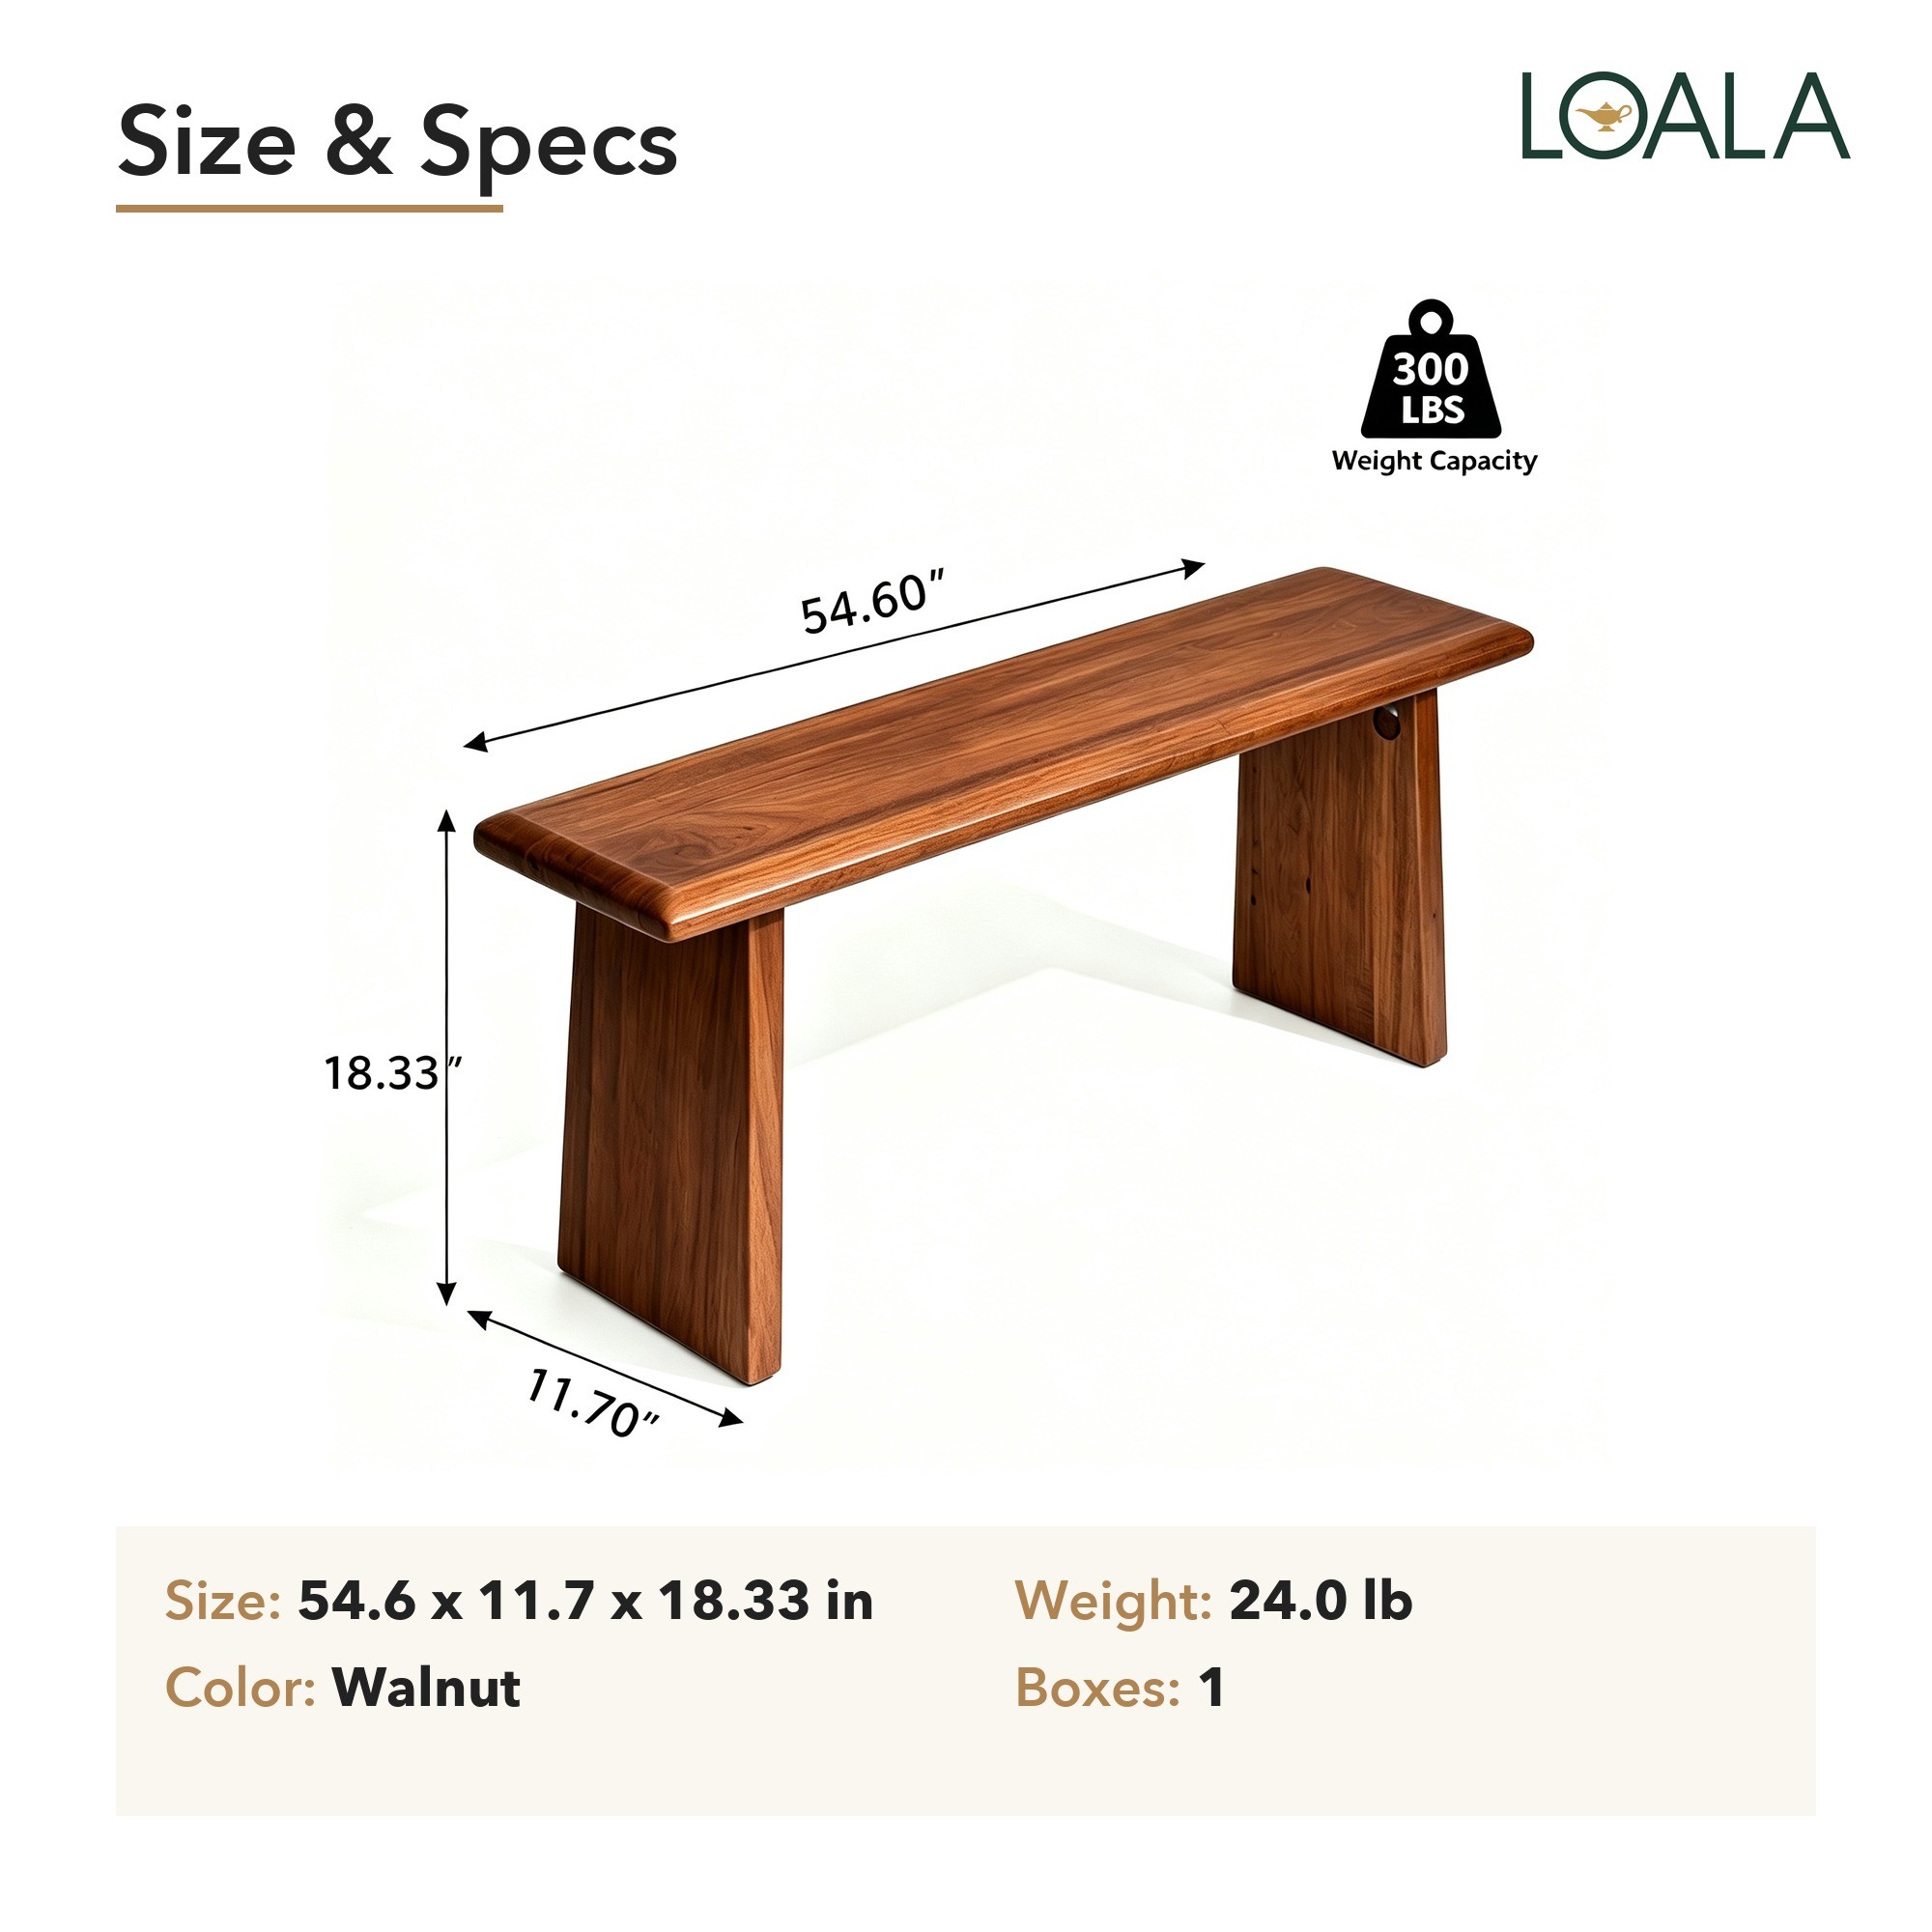 Size & Specs
LOALA
300
LBS
Weight Capacity
54.60"
18.33"
11.70"
Size: 54.6 x 11.7 x 18.33 in
Weight: 24.0 lb
Color: Walnut
Boxes: 1